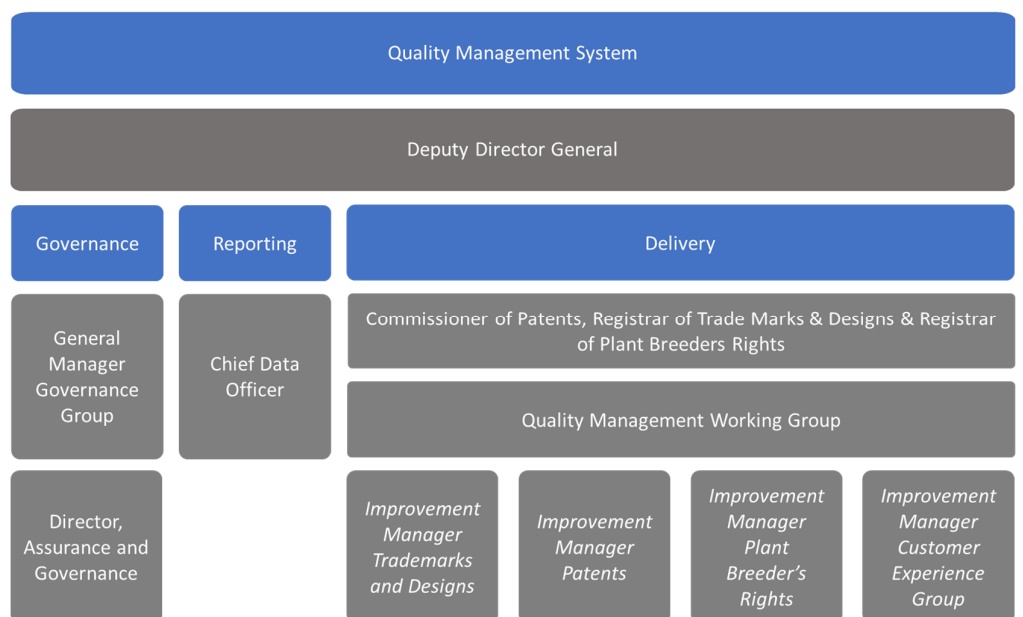 Quality Management System
Deputy Director General
Governance
Reporting
Delivery
General
Manager
Governance
Group
Chief Data
Officer
Commissioner of Patents, Registrar of Trade Marks & Designs & Registrar
of Plant Breeders Rights
Quality Management Working Group
Director,
Assurance and
Governance
Improvement
Manager
Trademarks
and Designs
Improvement
Manager
Patents
Improvement
Manager
Plant
Breeder’s
Rights
Improvement
Manager
Customer
Experience
Group